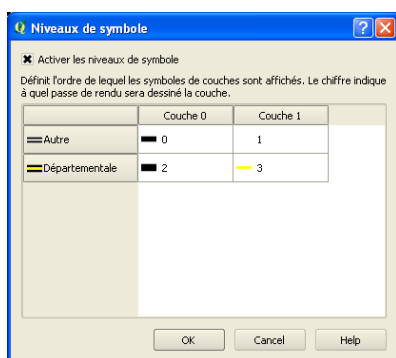 Niveaux de symbole
Activer les niveaux de symbole
Définit l'ordre de lequel les symboles de couches sont affichés. Le chiffre indique
à quel passe de rendu sera dessiné la couche.
Couche 0 Couche 1
Autre 0 1
Départementale 2 3
OK Cancel Help